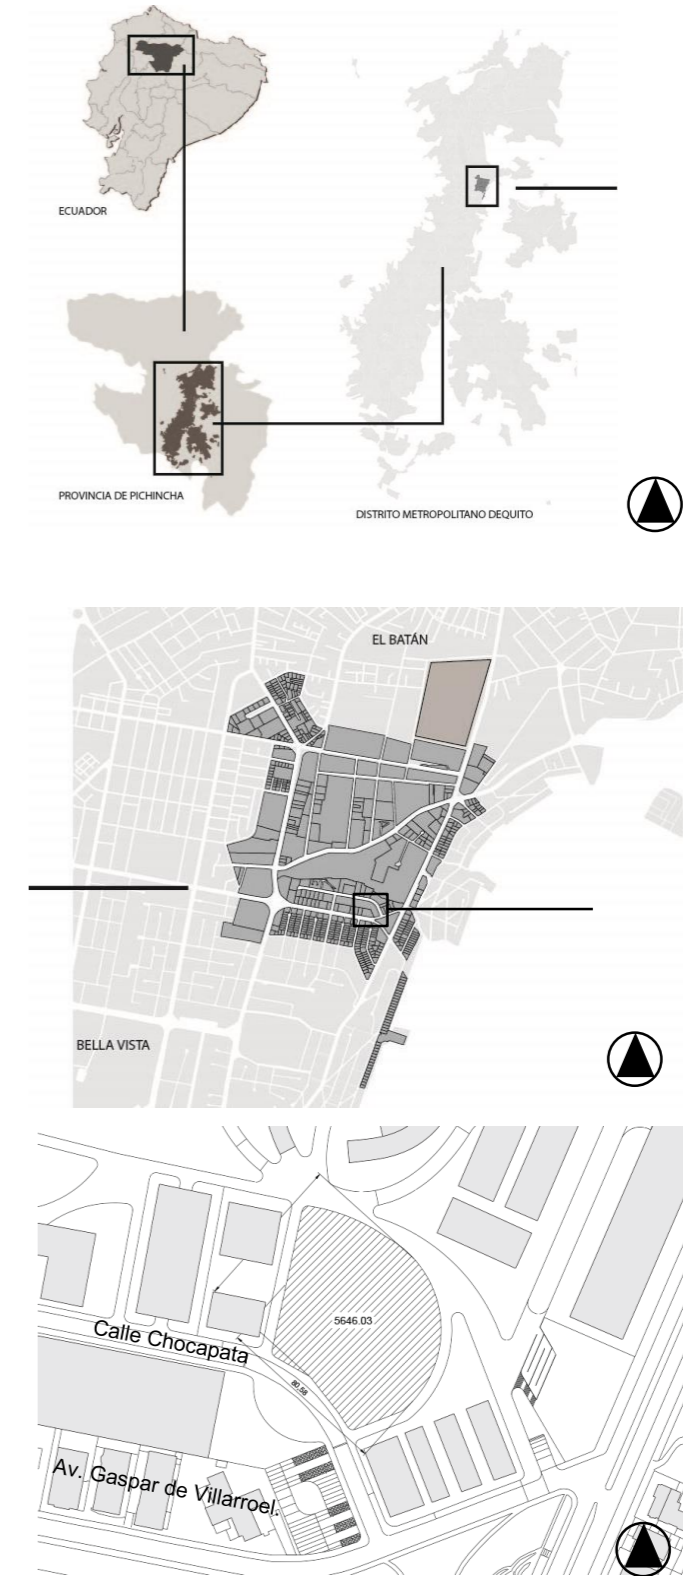 ECUADOR
PROVINCIA DE PICHINCHA
DISTRITO METROPOLITANO DEQUITO
EL BATÁN
BELLA VISTA
5646.03
Calle Chocapata
80.58
Av. Gaspar de Villarroel.